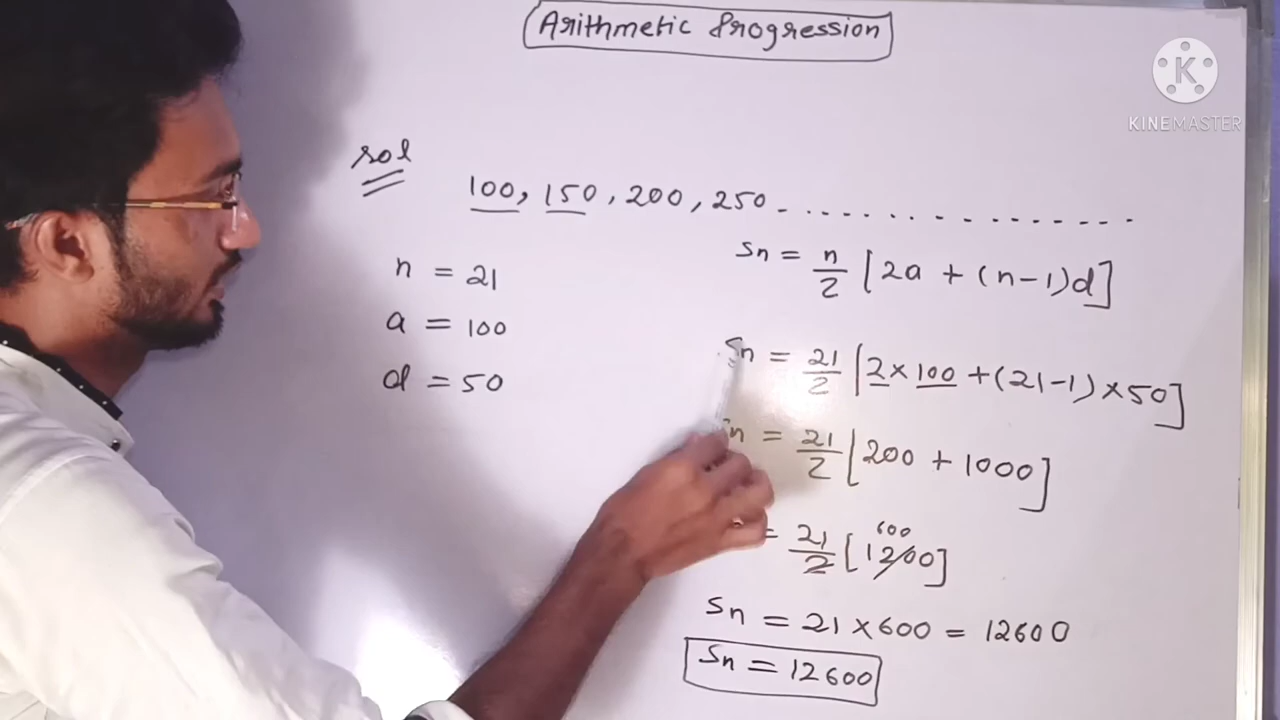 Arithmetic Progression
K
KINEMASTER
sol
100, 150, 200, 250 - ..................
n = 21
a = 100
d = 50
Sn = n/2 [2a + (n-1)d]
Sn = 21/2 [2 × 100 + (21-1) × 50]
Sn = 21/2 [200 + 1000]
= 21/2 [1200] 600
Sn = 21 × 600 = 12600
Sn = 12600